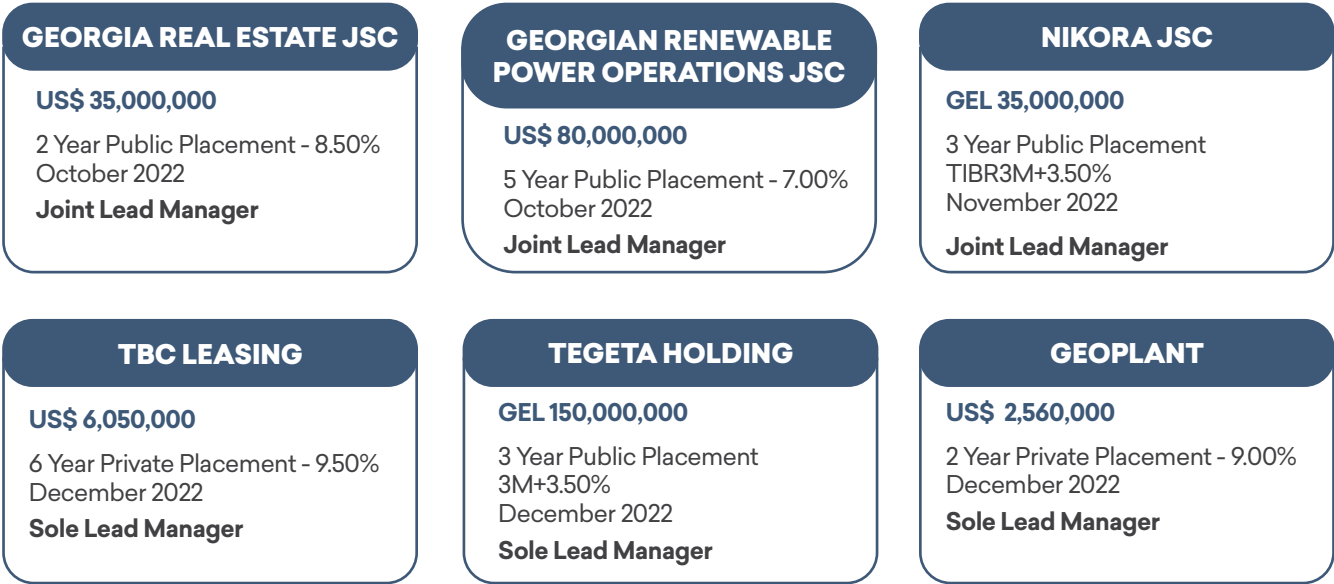 GEORGIA REAL ESTATE JSC
US$ 35,000,000
2 Year Public Placement - 8.50%
October 2022
Joint Lead Manager
GEORGIAN RENEWABLE
POWER OPERATIONS JSC
US$ 80,000,000
5 Year Public Placement - 7.00%
October 2022
Joint Lead Manager
NIKORA JSC
GEL 35,000,000
3 Year Public Placement
TIBR3M+3.50%
November 2022
Joint Lead Manager
TBC LEASING
US$ 6,050,000
6 Year Private Placement - 9.50%
December 2022
Sole Lead Manager
TEGETA HOLDING
GEL 150,000,000
3 Year Public Placement
3M+3.50%
December 2022
Sole Lead Manager
GEOPLANT
US$ 2,560,000
2 Year Private Placement - 9.00%
December 2022
Sole Lead Manager